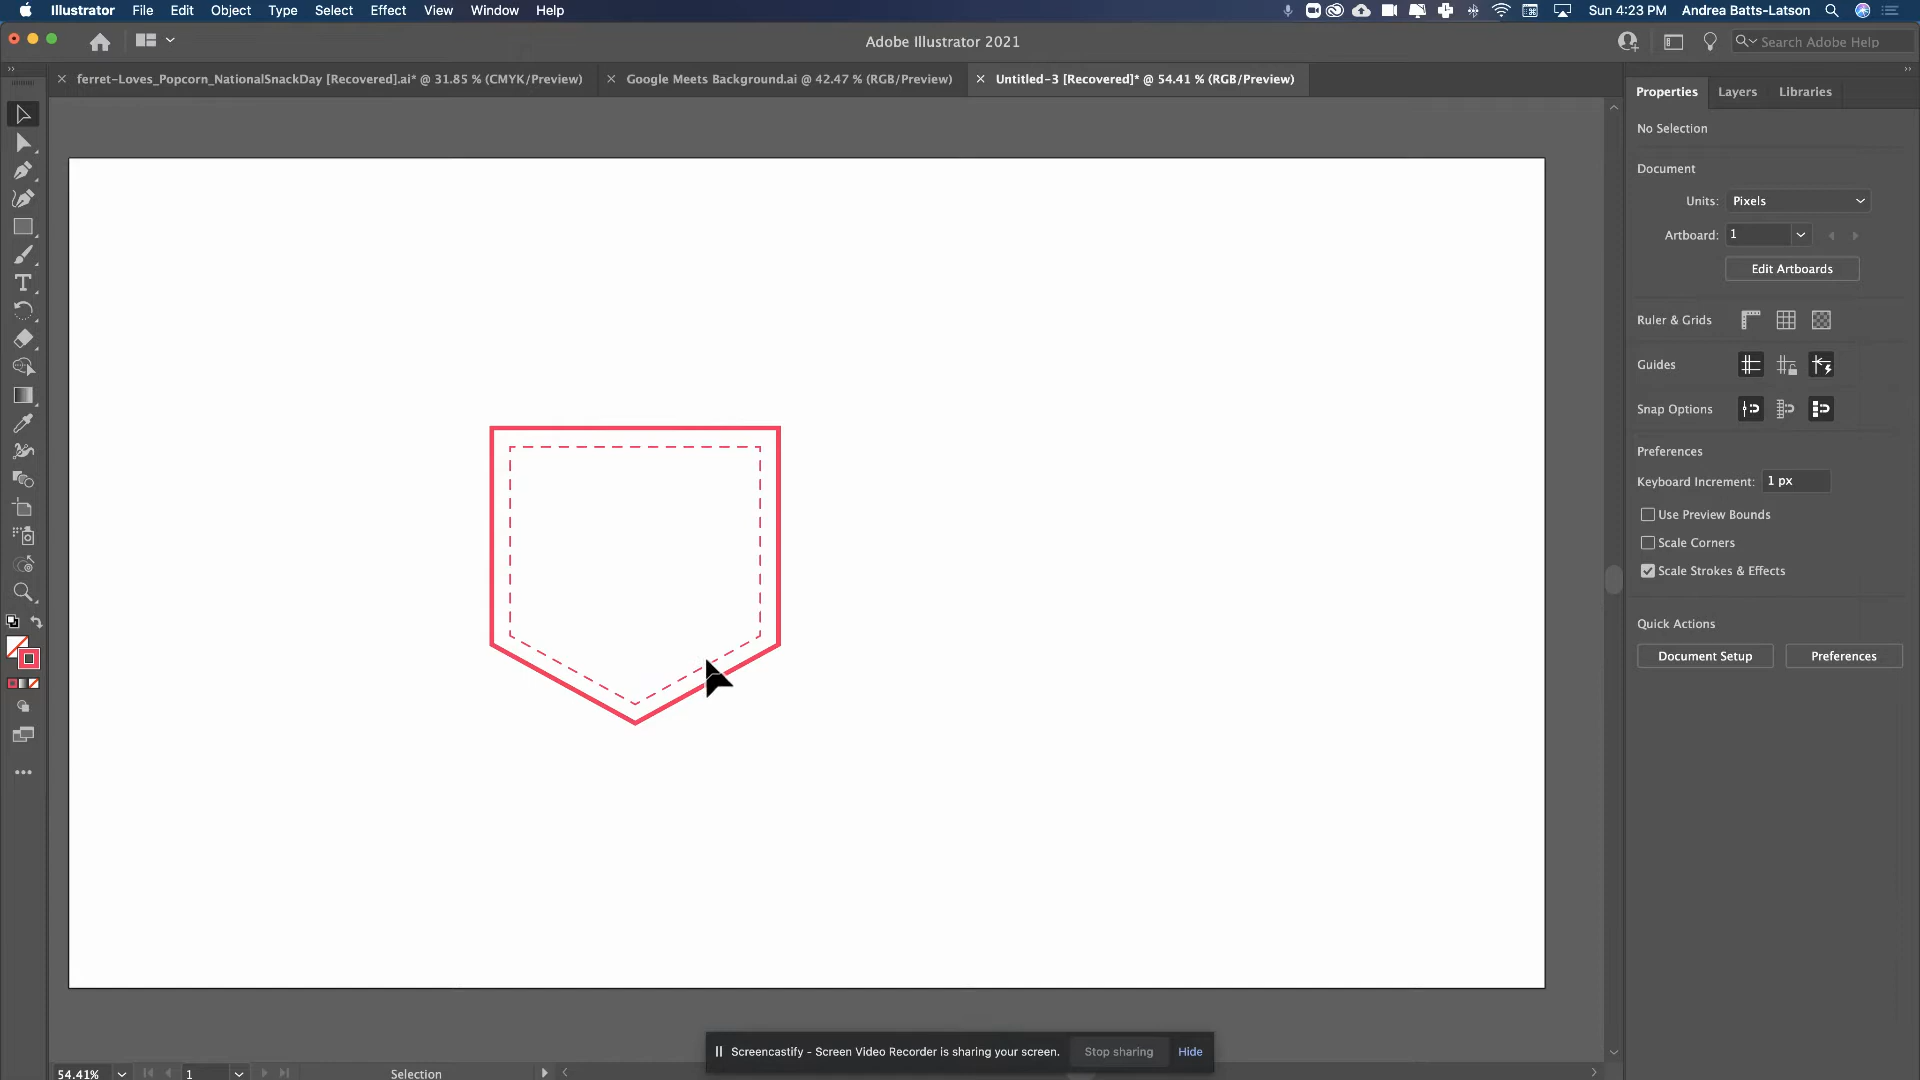 Illustrator File Edit Object Type Select Effect View Window Help Sun 4:23 PM Andrea Batts-Latson
Adobe Illustrator 2021 Search Adobe Help
ferret-Loves_Popcorn_NationalSnackDay [Recovered].ai* @ 31.85 % (CMYK/Preview) Google Meets Background.ai @ 42.47 % (RGB/Preview) Untitled-3 [Recovered]* @ 54.41 % (RGB/Preview)
Properties Layers Libraries
No Selection
Document
Units: Pixels
Artboard: 1
Edit Artboards
Ruler & Grids
Guides
Snap Options
Preferences
Keyboard Increment: 1 px
Use Preview Bounds
Scale Corners
Scale Strokes & Effects
Quick Actions
Document Setup Preferences
Screencastify - Screen Video Recorder is sharing your screen. Stop sharing Hide
54.41% 1 Selection